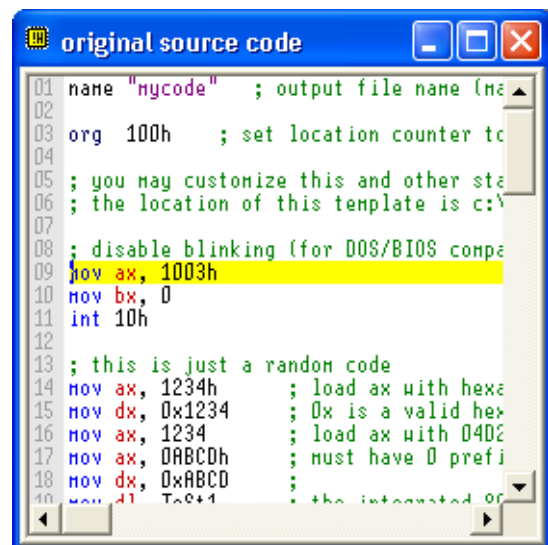 original source code
01 name "mycode" ; output file name (ma
02
03 org 100h ; set location counter to
04
05 ; you may customize this and other sta
06 ; the location of this template is c:\
07
08 ; disable blinking (for DOS/BIOS compa
09 mov ax, 1003h
10 mov bx, 0
11 int 10h
12
13 ; this is just a random code
14 mov ax, 1234h ; load ax with hexa
15 mov dx, 0x1234 ; 0x is a valid hex
16 mov ax, 1234 ; load ax with 04D2
17 mov ax, 0ABCDh ; must have 0 prefi
18 mov dx, 0xABCD ;
19 mov dl, ; the integrated